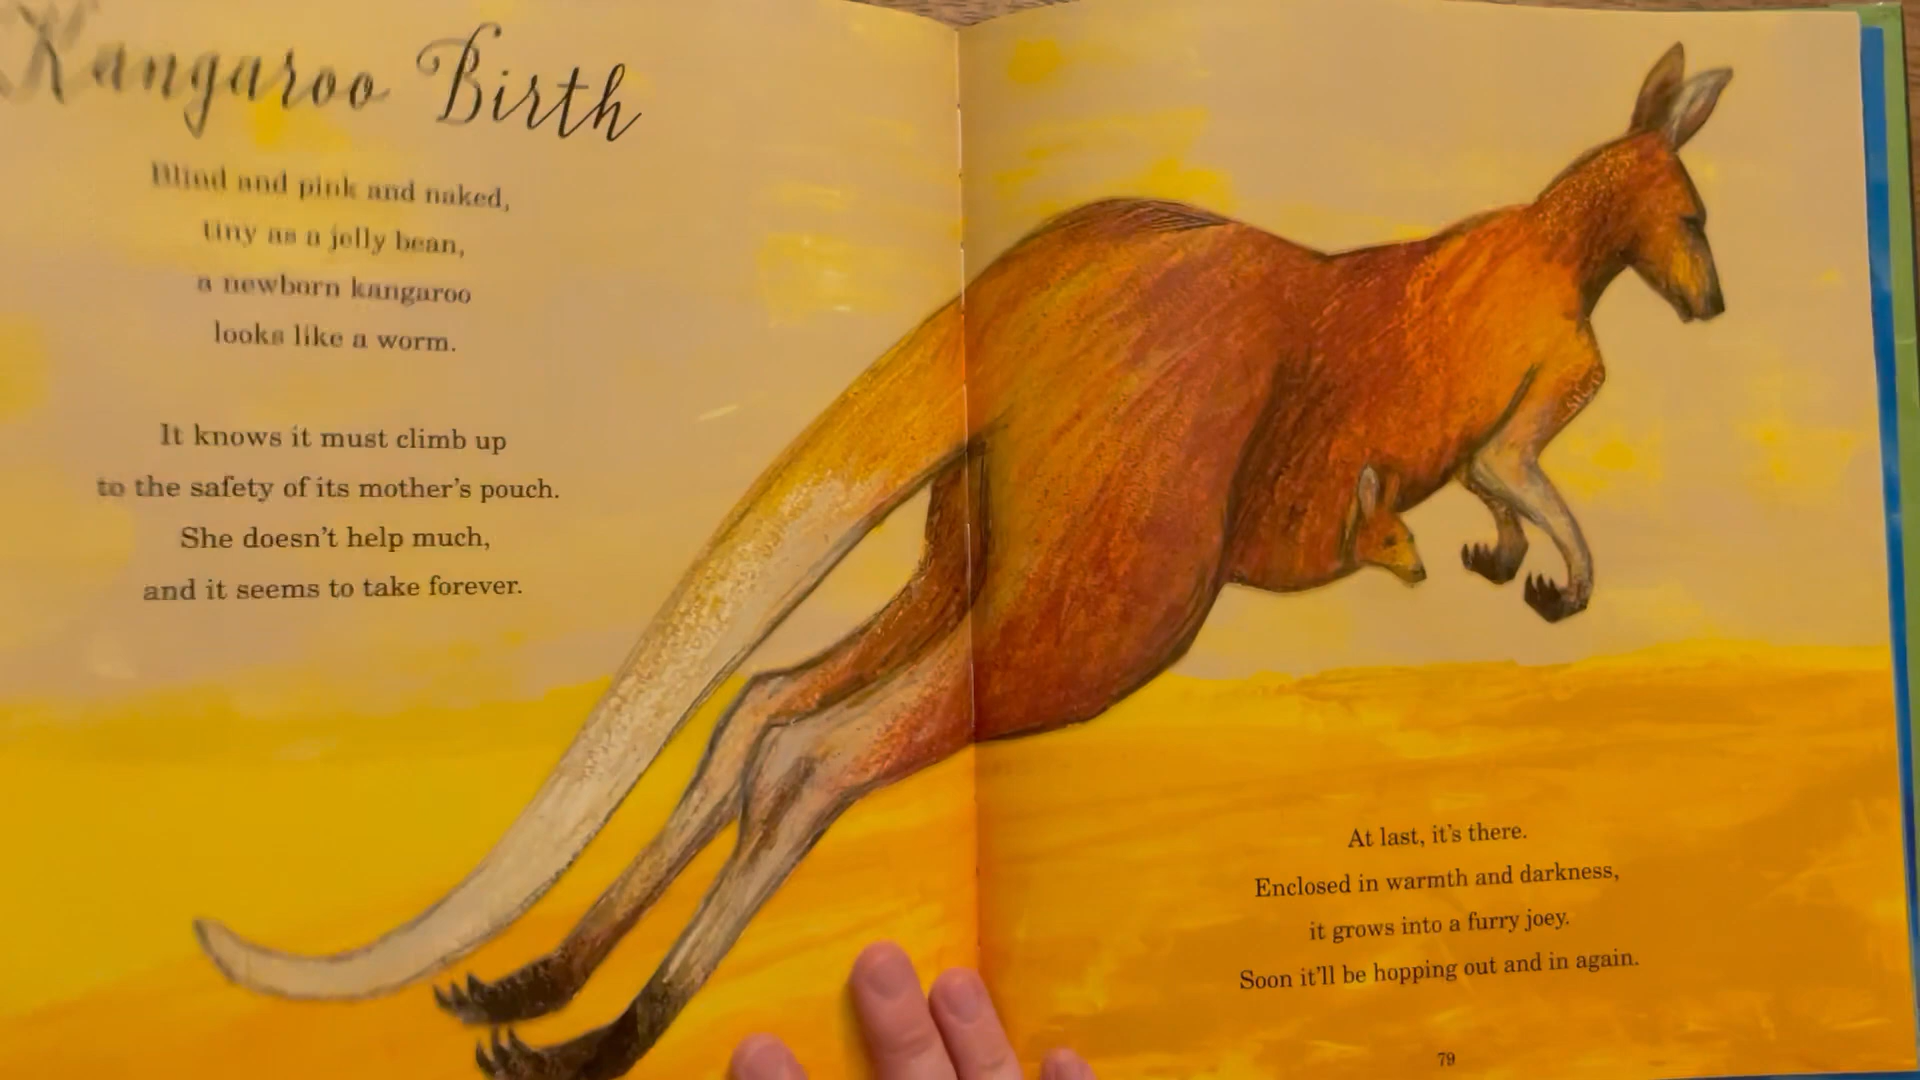 Kangaroo Birth
Blind and pink and naked,
tiny as a jelly bean,
a newborn kangaroo
looks like a worm.
It knows it must climb up
to the safety of its mother's pouch.
She doesn't help much,
and it seems to take forever.
At last, it's there.
Enclosed in warmth and darkness,
it grows into a furry joey.
Soon it'll be hopping out and in again.
79